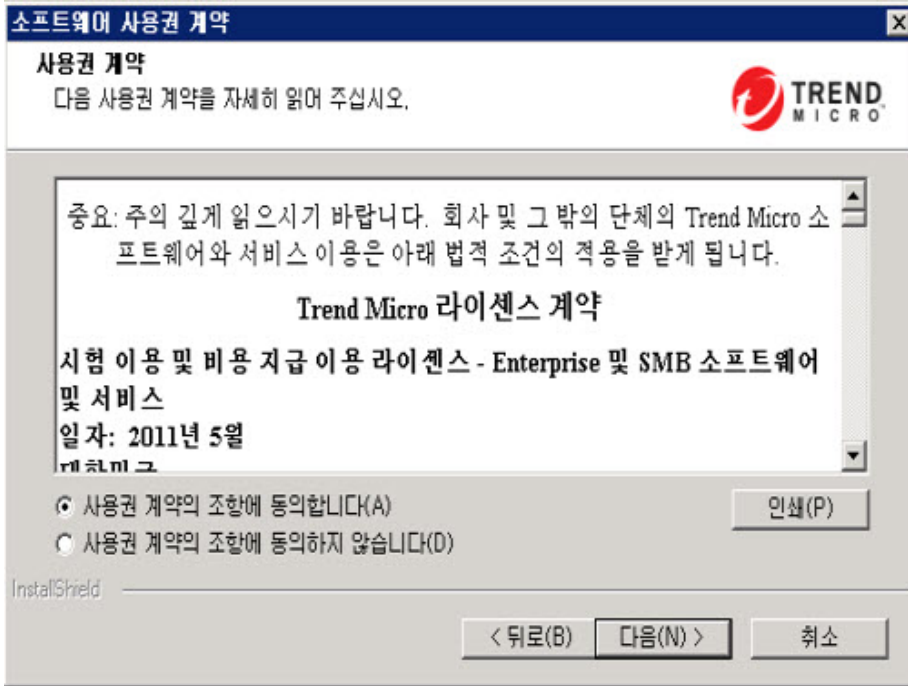 소프트웨어 사용권 계약
사용권 계약
다음 사용권 계약을 자세히 읽어 주십시오.
TREND
MICRO
중요: 주의 깊게 읽으시기 바랍니다. 회사 및 그 밖의 단체의 Trend Micro 소
프트웨어와 서비스 이용은 아래 법적 조건의 적용을 받게 됩니다.
Trend Micro 라이센스 계약
시험 이용 및 비용 지급 이용 라이센스 - Enterprise 및 SMB 소프트웨어
및 서비스
일자: 2011년 5월
대한민국
사용권 계약의 조항에 동의합니다(A)
인쇄(P)
사용권 계약의 조항에 동의하지 않습니다(D)
InstallShield
< 뒤로(B)
다음(N) >
취소